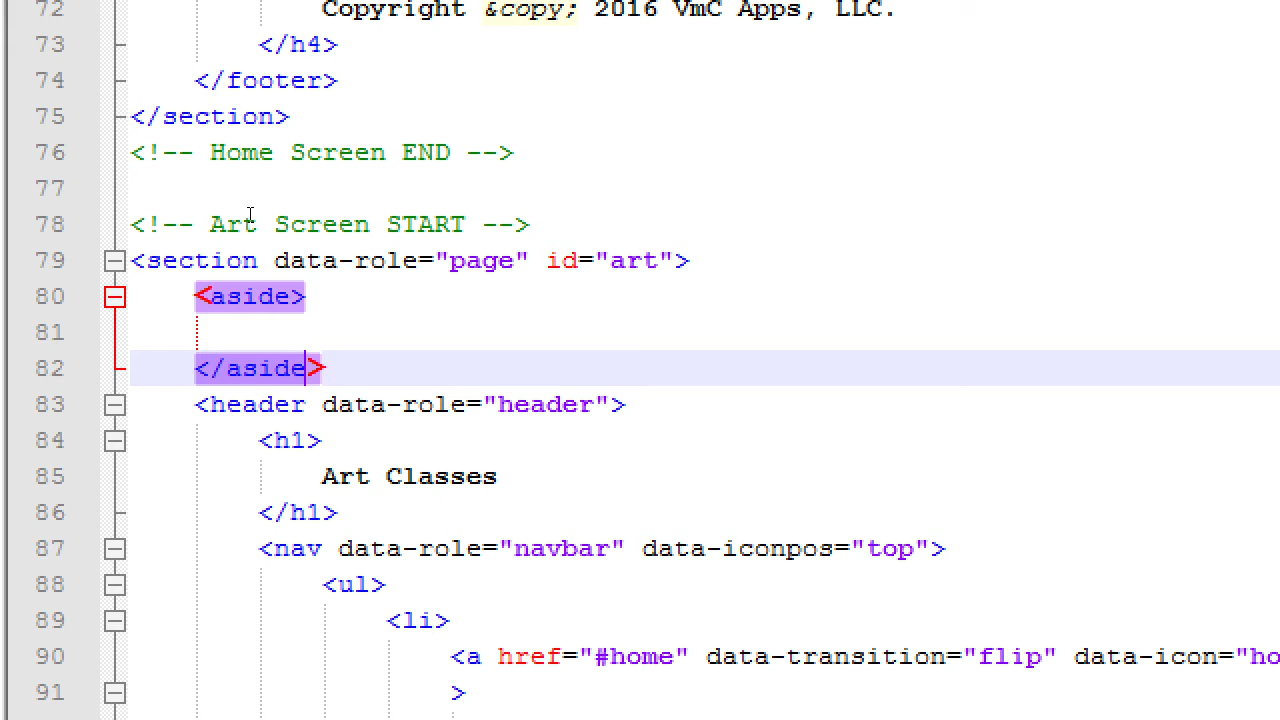 72 Copyright &copy; 2016 VmC Apps, LLC.
73 </h4>
74 </footer>
75 </section>
76 <!-- Home Screen END -->
77
78 <!-- Art Screen START -->
79 <section data-role="page" id="art">
80 <aside>
81
82 </aside>
83 <header data-role="header">
84 <h1>
85 Art Classes
86 </h1>
87 <nav data-role="navbar" data-iconpos="top">
88 <ul>
89 <li>
90 <a href="#home" data-transition="flip" data-icon="ho
91 >